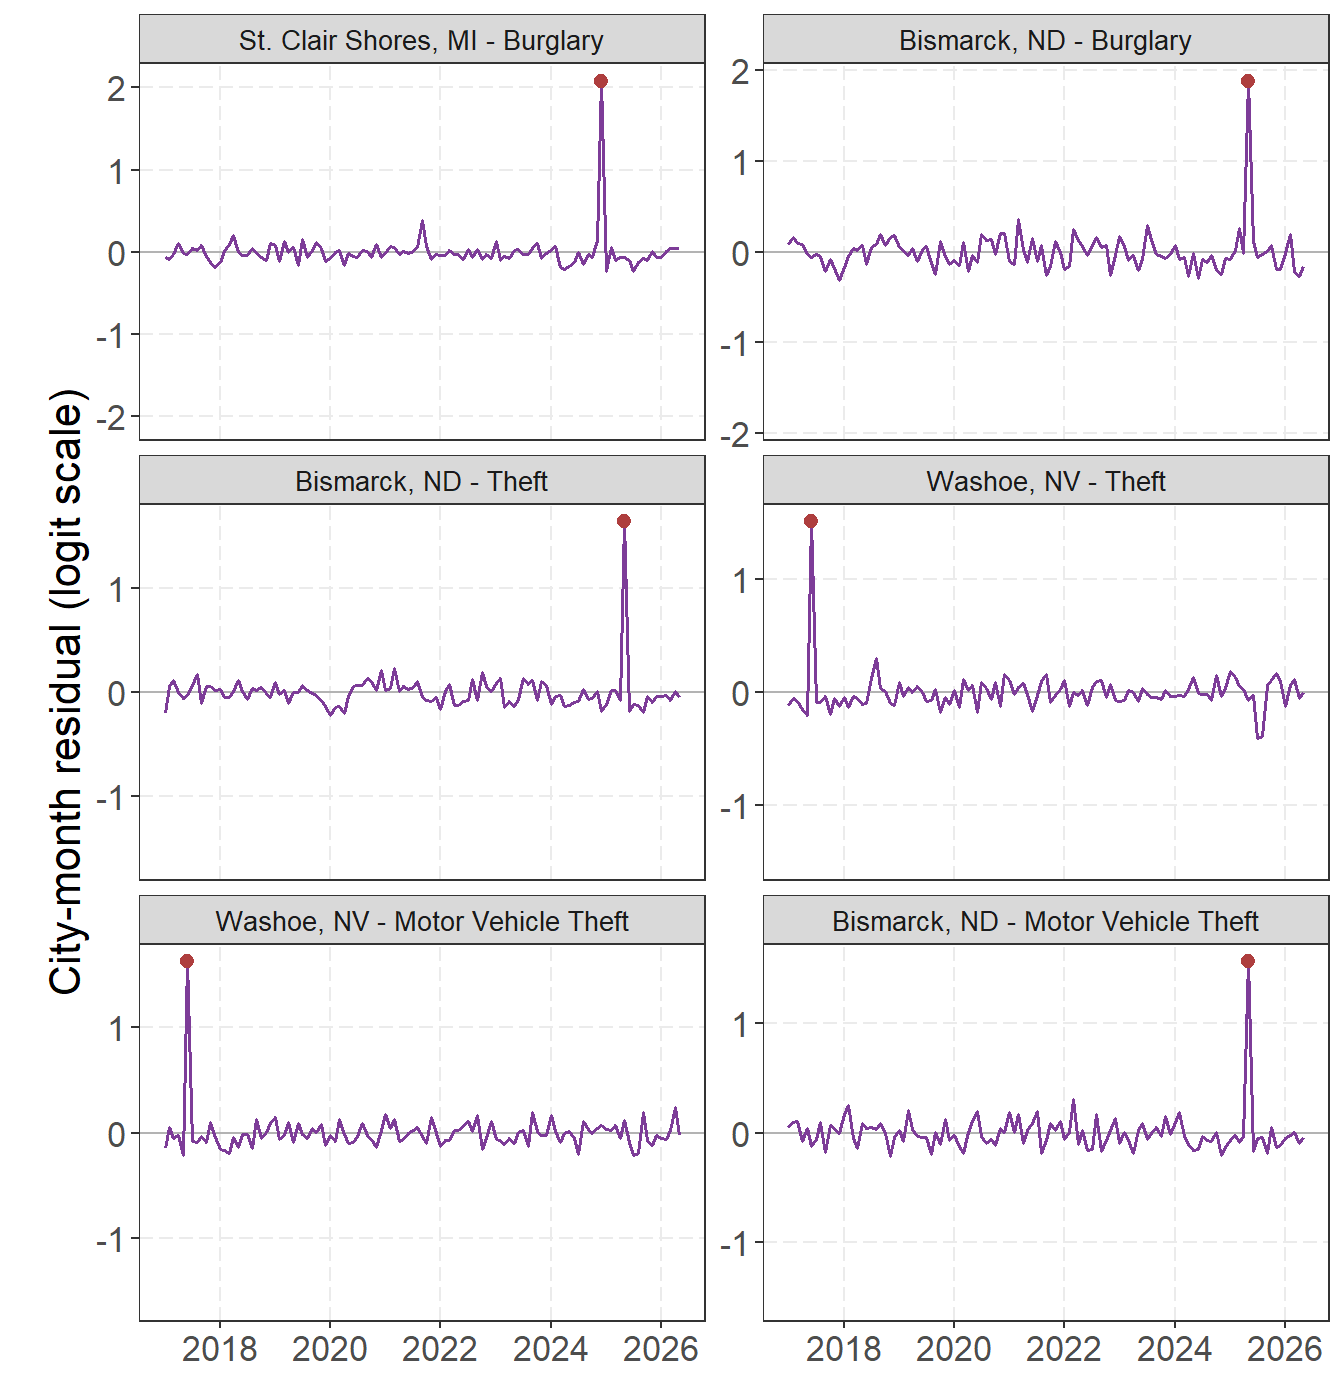 St. Clair Shores, MI - Burglary
Bismarck, ND - Burglary
2
1
0
-1
-2
2
1
0
-1
-2
Bismarck, ND - Theft
Washoe, NV - Theft
1
0
-1
1
0
-1
Washoe, NV - Motor Vehicle Theft
Bismarck, ND - Motor Vehicle Theft
1
0
-1
1
0
-1
2018 2020 2022 2024 2026
2018 2020 2022 2024 2026
City-month residual (logit scale)